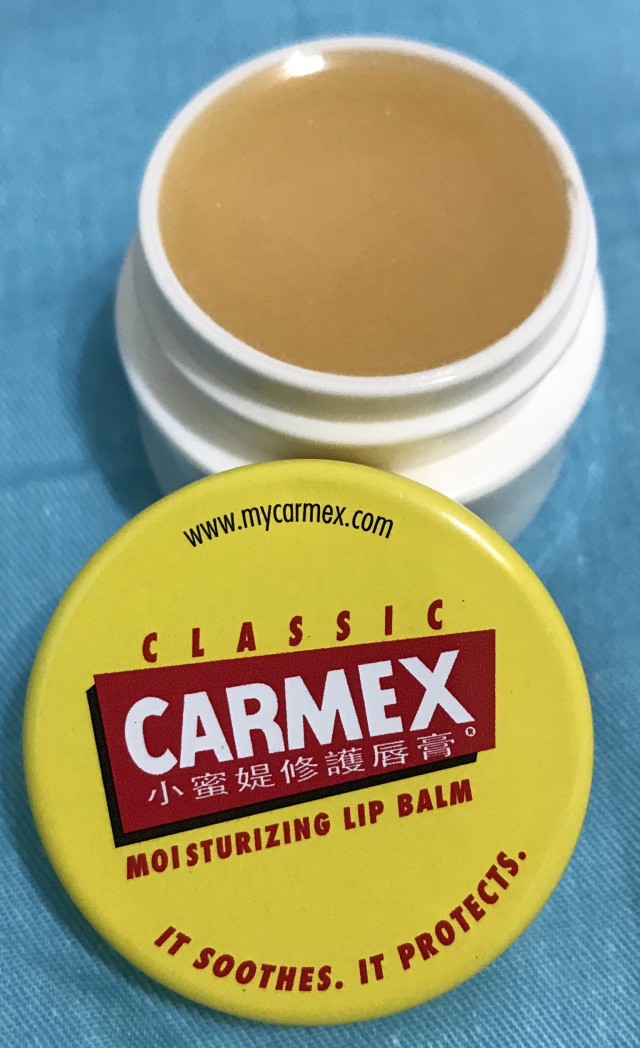 www.mycarmex.com
CLASSIC
CARMEX®
小蜜媞修護唇膏
MOISTURIZING LIP BALM
IT SOOTHES. IT PROTECTS.